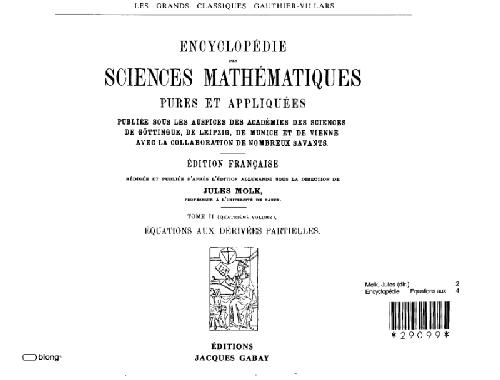 LES GRANDS CLASSIQUES GAUTHIER-VILLARS
ENCYCLOPÉDIE
DES
SCIENCES MATHÉMATIQUES
PURES ET APPLIQUÉES
PUBLIÉE SOUS LES AUSPICES DES ACADÉMIES DES SCIENCES
DE GÖTTINGUE, DE LEIPZIG, DE MUNICH ET DE VIENNE
AVEC LA COLLABORATION DE NOMBREUX SAVANTS.
ÉDITION FRANÇAISE
RÉDIGÉE ET PUBLIÉE D'APRÈS L'ÉDITION ALLEMANDE SOUS LA DIRECTION DE
JULES MOLK,
PROFESSEUR À L'UNIVERSITÉ DE NANCY.
TOME II (QUATRIÈME VOLUME),
ÉQUATIONS AUX DÉRIVÉES PARTIELLES.
Molk, Jules (dir.) 2
Encyclopédie Equations aux 4
*29099*
ÉDITIONS
JACQUES GABAY
oblong